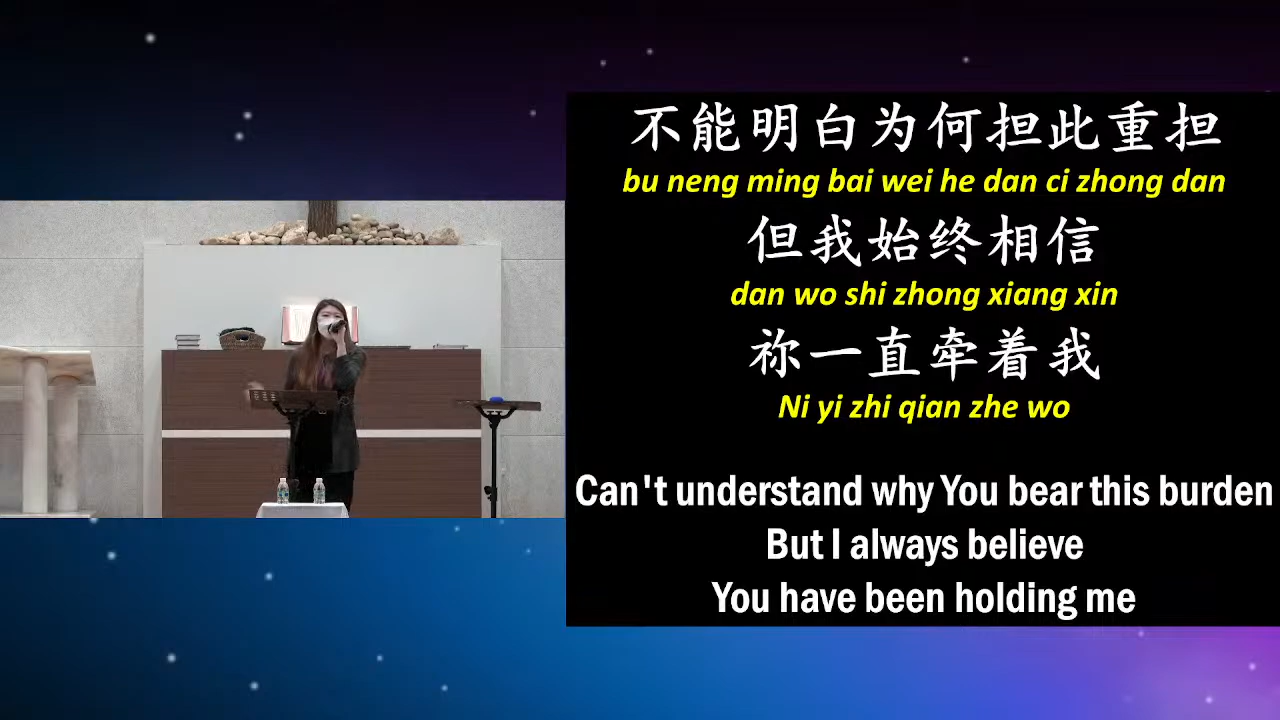 不能明白为何担此重担
bu neng ming bai wei he dan ci zhong dan
但我始终相信
dan wo shi zhong xiang xin
祢一直牵着我
Ni yi zhi qian zhe wo
Can't understand why You bear this burden
But I always believe
You have been holding me